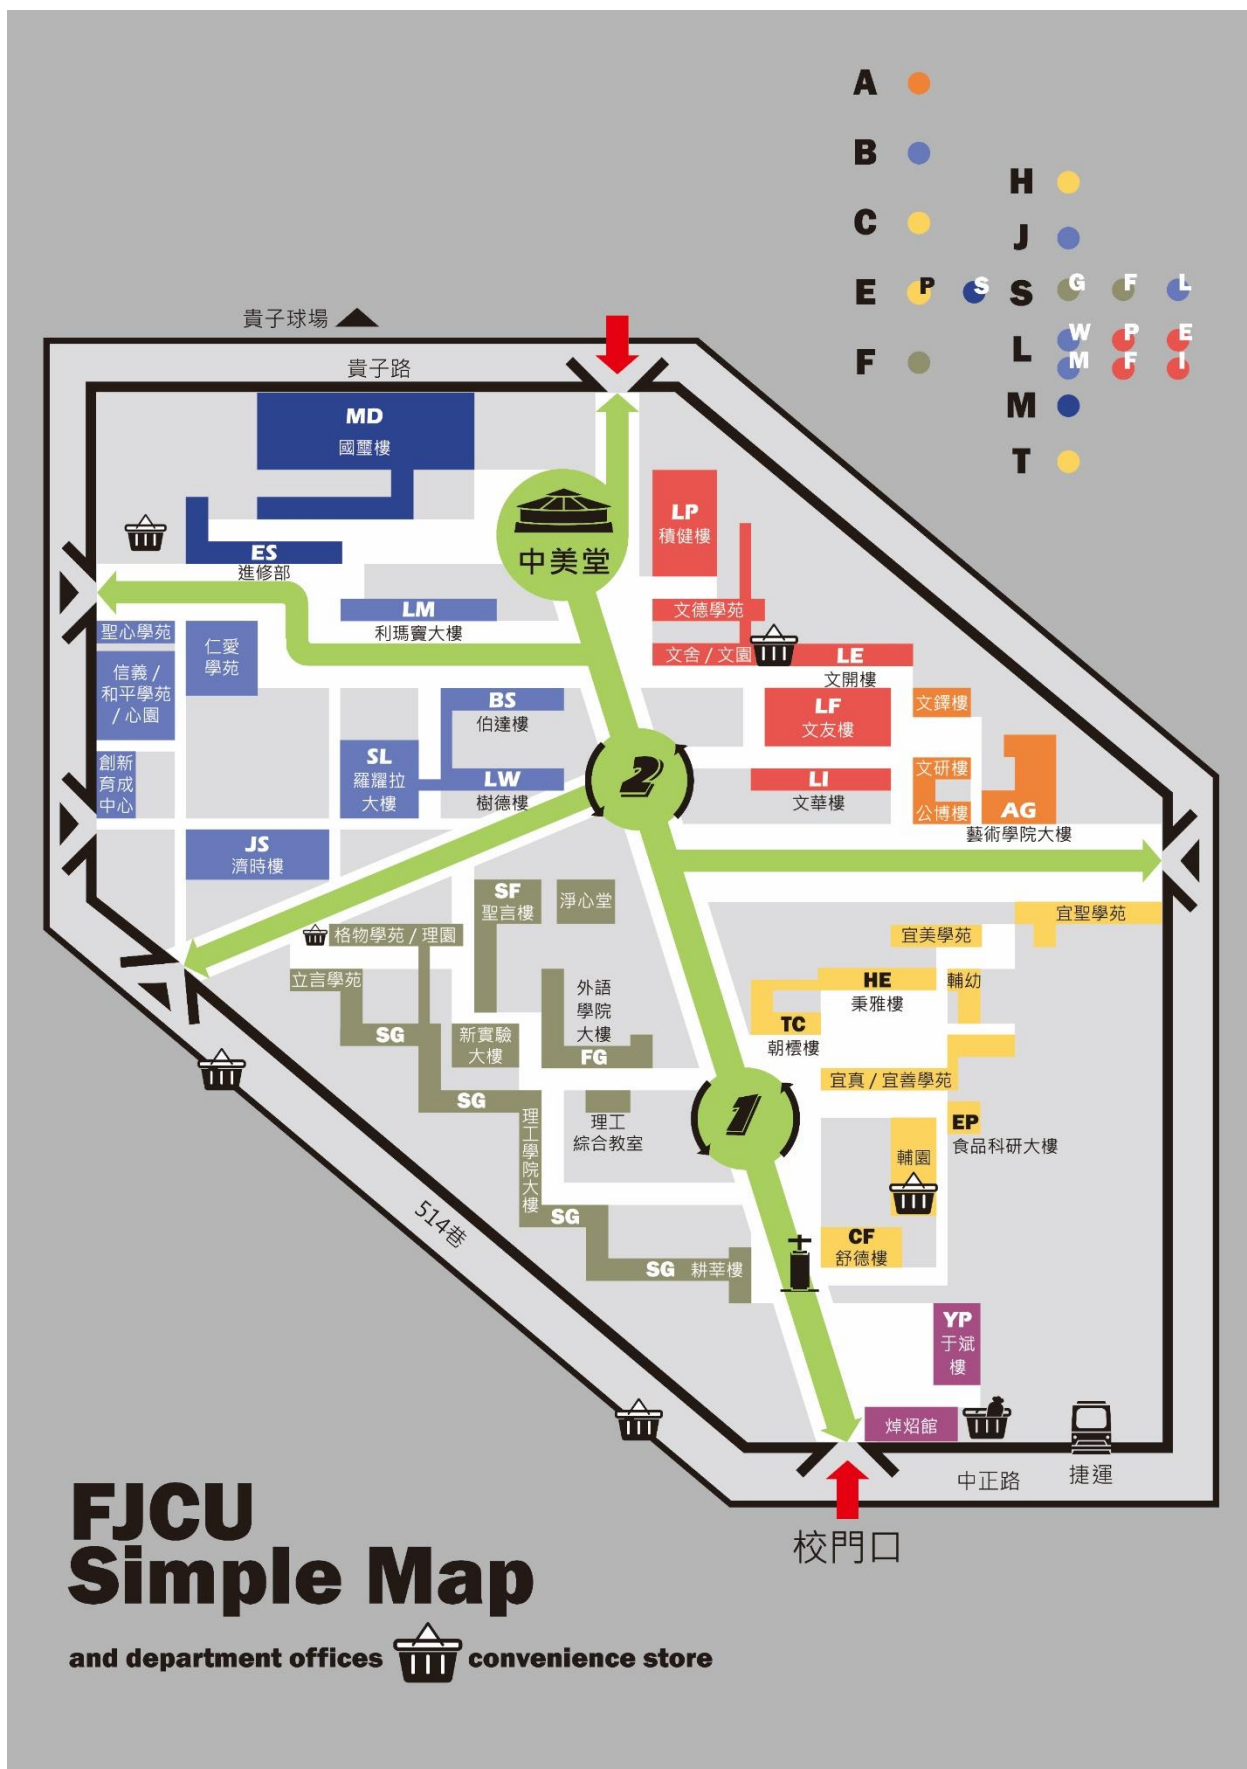 A
B
C
E P S
F
H
J
S G F L
L W P E
M F I
M
T
貴子球場
貴子路
MD
國璽樓
ES
進修部
中美堂
LP
積健樓
文德學苑
LM
利瑪竇大樓
聖心學苑
仁愛
學苑
信義 /
和平學苑
/ 心園
文舍 / 文園
LE
文開樓
BS
伯達樓
LF
文友樓
文鐸樓
SL
羅耀拉
大樓
創新
育成
中心
LW
樹德樓
2
LI
文華樓
文研樓
公博樓
AG
藝術學院大樓
JS
濟時樓
SF
聖言樓
淨心堂
宜聖學苑
格物學苑 / 理園
宜美學苑
立言學苑
外語
學院
大樓
FG
HE
秉雅樓
輔幼
SG
新實驗
大樓
TC
朝橒樓
宜真 / 宜善學苑
SG
理工學院大樓
理工
綜合教室
1
EP
食品科研大樓
輔園
514巷
SG
CF
舒德樓
SG 耕莘樓
YP
于斌
樓
焯炤館
中正路
捷運
校門口
FJCU
Simple Map
and department offices convenience store